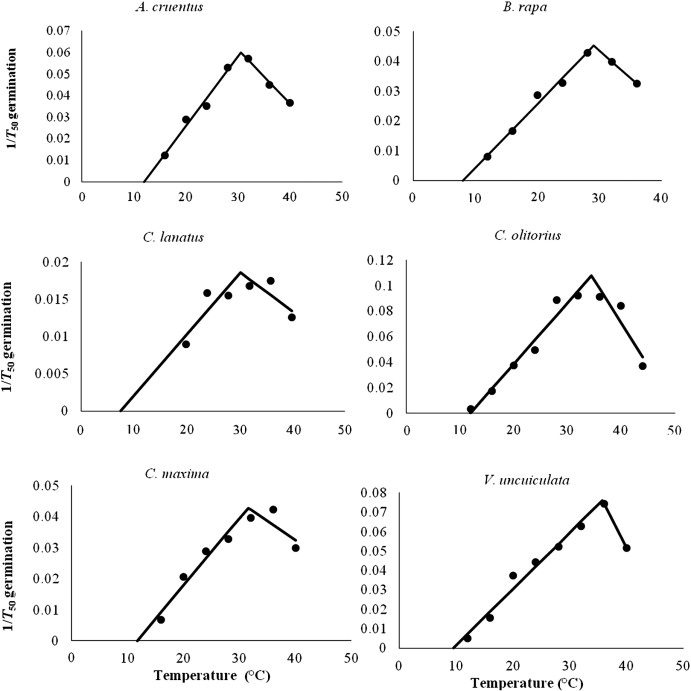 A. cruentus
B. rapa
1/T50 germination
0.07
0.06
0.05
0.04
0.03
0.02
0.01
0
0 10 20 30 40 50
0.05
0.04
0.03
0.02
0.01
0
0 10 20 30 40
C. lanatus
C. olitorius
1/T50 germination
0.02
0.015
0.01
0.005
0
0 10 20 30 40 50
0.12
0.1
0.08
0.06
0.04
0.02
0
0 10 20 30 40 50
C. maxima
V. uncuiculata
1/T50 germination
0.05
0.04
0.03
0.02
0.01
0
0 10 20 30 40 50
Temperature (°C)
0.08
0.07
0.06
0.05
0.04
0.03
0.02
0.01
0
0 10 20 30 40 50
Temperature (°C)